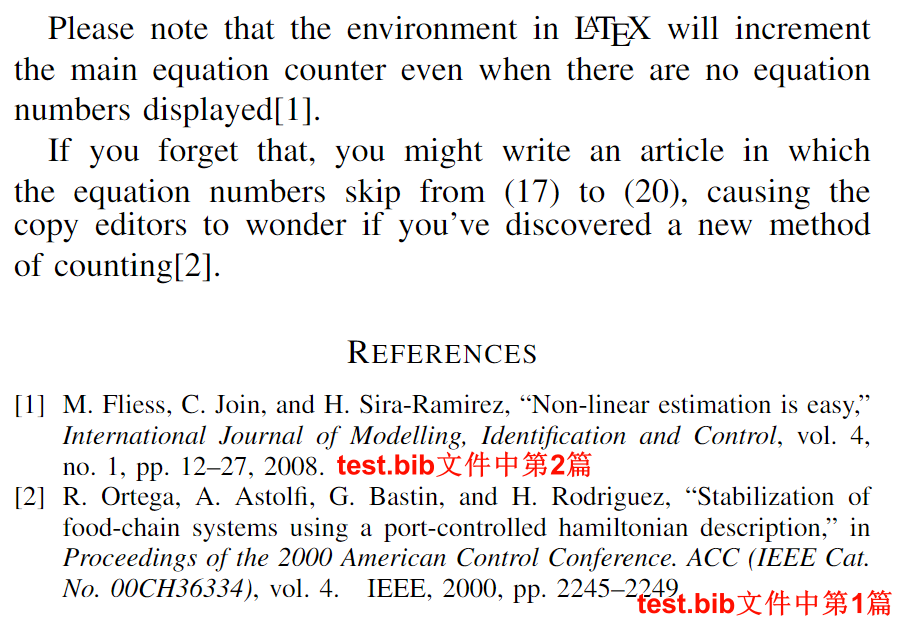 Please note that the environment in LATEX will increment
the main equation counter even when there are no equation
numbers displayed[1].
If you forget that, you might write an article in which
the equation numbers skip from (17) to (20), causing the
copy editors to wonder if you've discovered a new method
of counting[2].
REFERENCES
[1] M. Fliess, C. Join, and H. Sira-Ramirez, “Non-linear estimation is easy,”
International Journal of Modelling, Identification and Control, vol. 4,
no. 1, pp. 12–27, 2008. test.bib文件中第2篇
[2] R. Ortega, A. Astolfi, G. Bastin, and H. Rodriguez, “Stabilization of
food-chain systems using a port-controlled hamiltonian description,” in
Proceedings of the 2000 American Control Conference. ACC (IEEE Cat.
No. 00CH36334), vol. 4. IEEE, 2000, pp. 2245–2249.
test.bib文件中第1篇